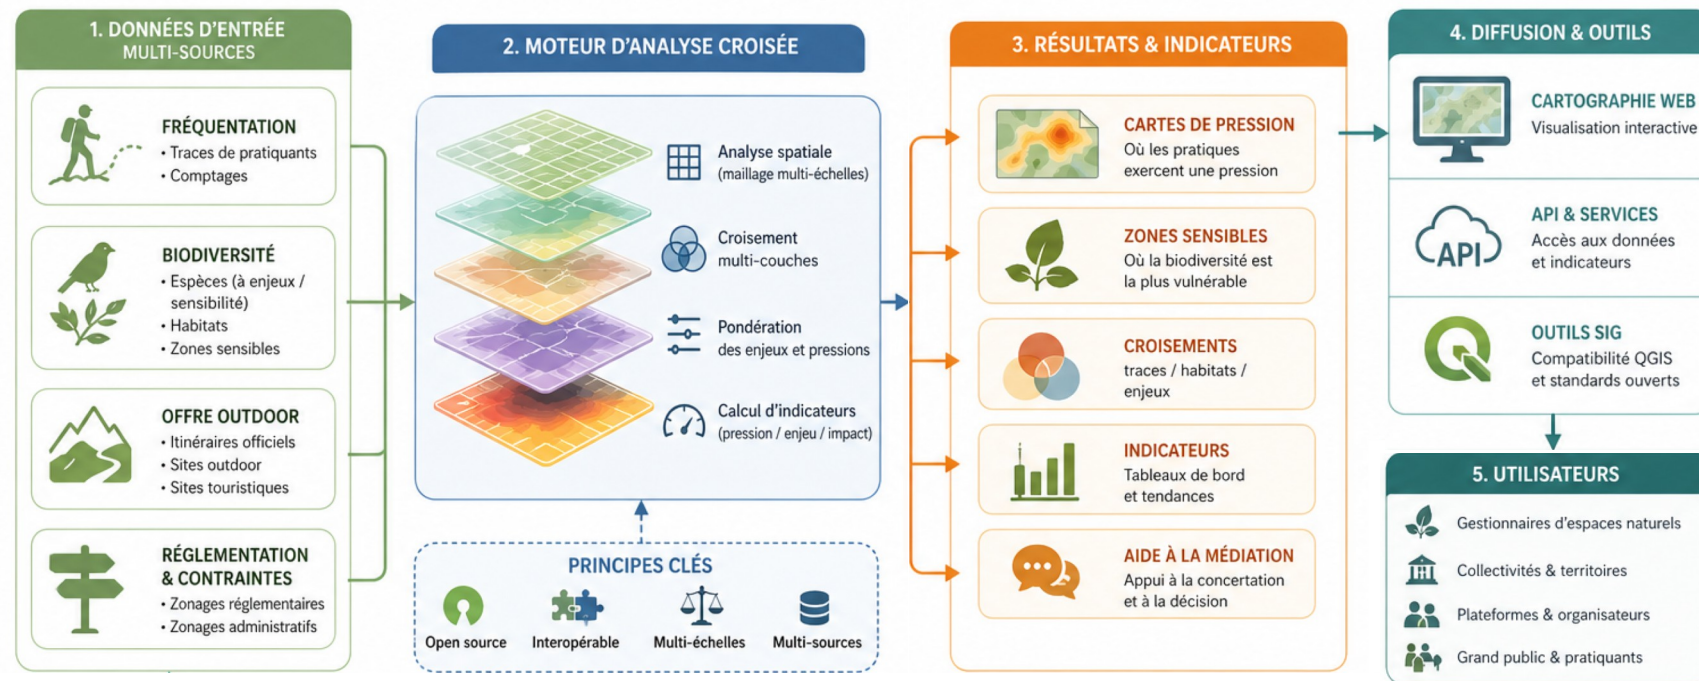 1. DONNÉES D'ENTRÉE
MULTI-SOURCES
FRÉQUENTATION
• Traces de pratiquants
• Comptages
BIODIVERSITÉ
• Espèces (à enjeux /
sensibilité)
• Habitats
• Zones sensibles
OFFRE OUTDOOR
• Itinéraires officiels
• Sites outdoor
• Sites touristiques
RÉGLEMENTATION
& CONTRAINTES
• Zonages réglementaires
• Zonages administratifs
2. MOTEUR D'ANALYSE CROISÉE
Analyse spatiale
(maillage multi-échelles)
Croisement
multi-couches
Pondération
des enjeux et pressions
Calcul d'indicateurs
(pression / enjeu / impact)
PRINCIPES CLÉS
Open source
Interopérable
Multi-échelles
Multi-sources
3. RÉSULTATS & INDICATEURS
CARTES DE PRESSION
Où les pratiques
exercent une pression
ZONES SENSIBLES
Où la biodiversité est
la plus vulnérable
CROISEMENTS
traces / habitats /
enjeux
INDICATEURS
Tableaux de bord
et tendances
AIDE À LA MÉDIATION
Appui à la concertation
et à la décision
4. DIFFUSION & OUTILS
CARTOGRAPHIE WEB
Visualisation interactive
API
API & SERVICES
Accès aux données
et indicateurs
OUTILS SIG
Compatibilité QGIS
et standards ouverts
5. UTILISATEURS
Gestionnaires d'espaces naturels
Collectivités & territoires
Plateformes & organisateurs
Grand public & pratiquants